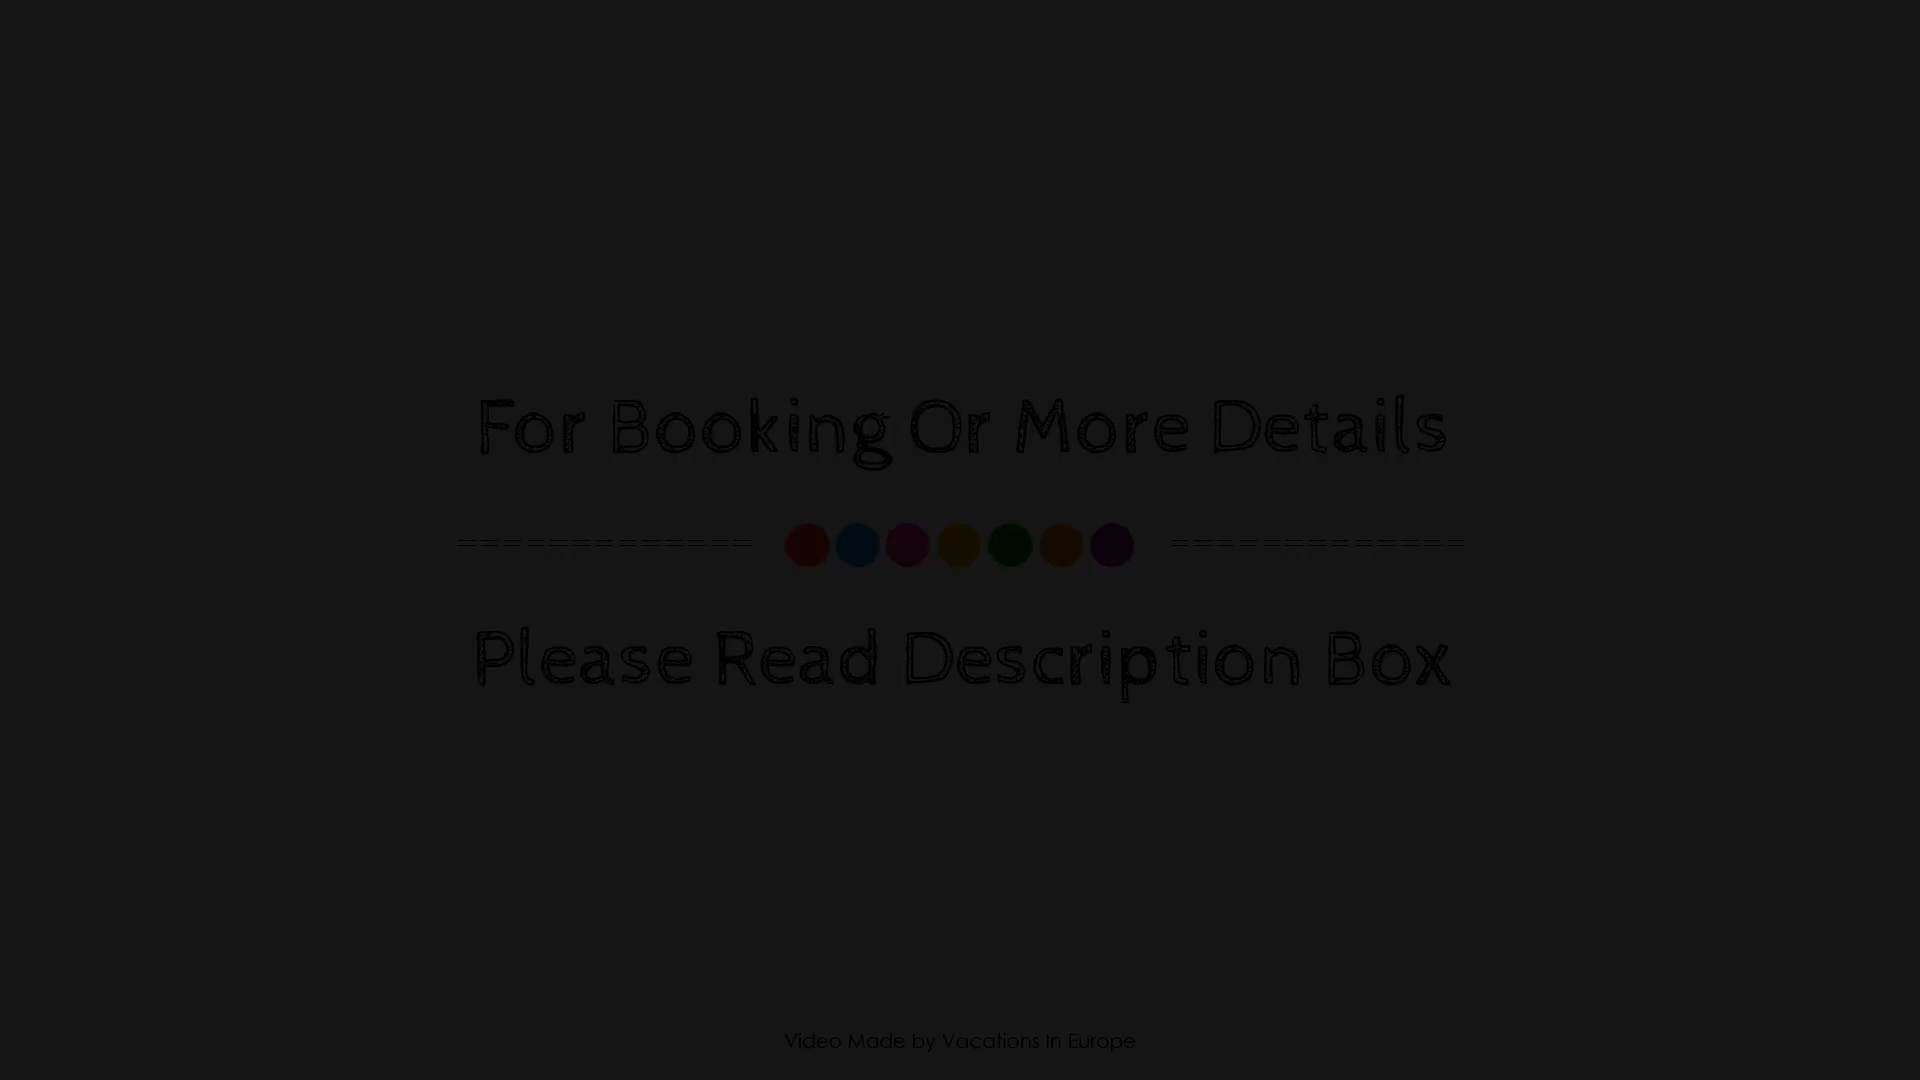 For Booking Or More Details
============= =============
Please Read Description Box
Video Made by Vacations In Europe